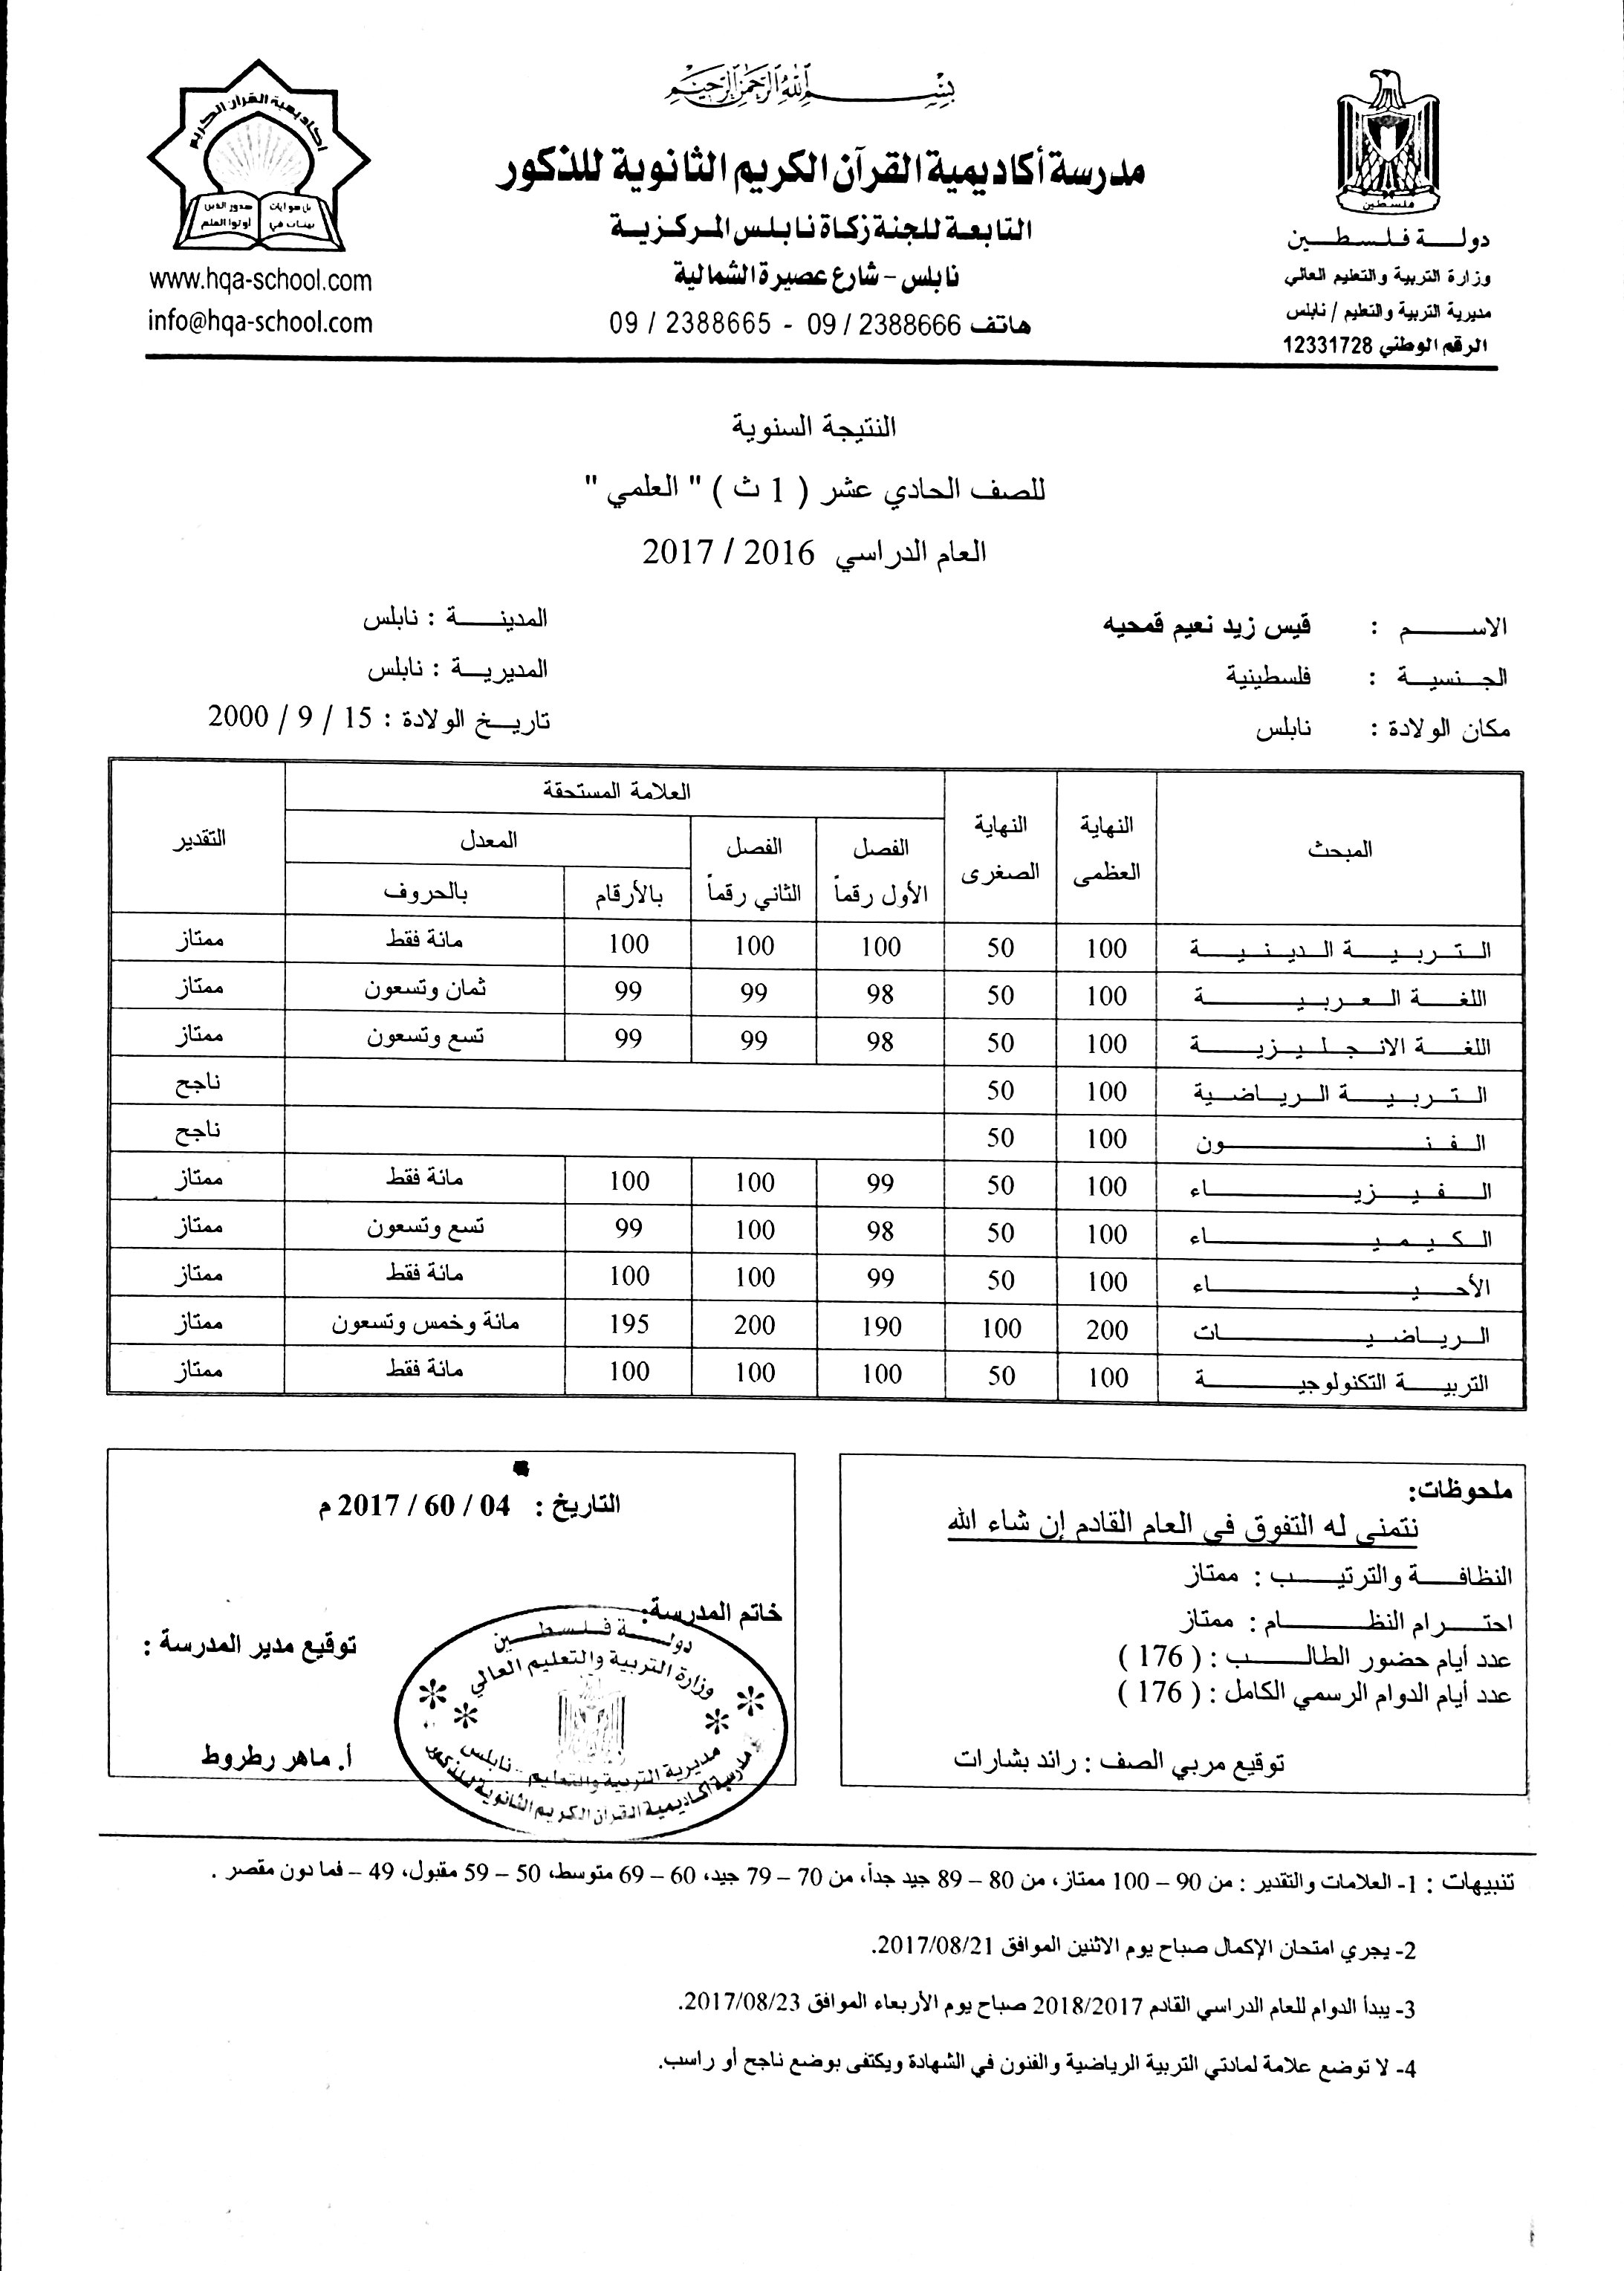 بسم الله الرحمن الرحيم
دولة فلسطين
وزارة التربية والتعليم العالي
مديرية التربية والتعليم / نابلس
الرقم الوطني 12331728
فلسطين
مدرسة أكاديمية القرآن الكريم الثانوية للذكور
التابعة للجنة زكاة نابلس المركزية
نابلس - شارع عصيرة الشمالية
هاتف 09 / 2388666 - 09 / 2388665
أكاديمية القرآن الكريم
بل هو آيات بينات في صدور الذين أوتوا العلم
www.hqa-school.com
info@hqa-school.com
النتيجة السنوية
للصف الحادي عشر ( 1 ث ) " العلمي "
العام الدراسي 2016 / 2017
الاسم : قيس زيد نعيم قمحيه المدينة : نابلس
الجنسية : فلسطينية المديرية : نابلس
مكان الولادة : نابلس تاريخ الولادة : 15 / 9 / 2000
المبحث النهاية العظمى النهاية الصغرى العلامة المستحقة التقدير
الفصل الأول رقماً الفصل الثاني رقماً المعدل
بالأرقام بالحروف
التربية الدينية 100 50 100 100 100 مائة فقط ممتاز
اللغة العربية 100 50 98 99 99 ثمان وتسعون ممتاز
اللغة الانجليزية 100 50 98 99 99 تسع وتسعون ممتاز
التربية الرياضية 100 50 ناجح
الفنون 100 50 ناجح
الفيزياء 100 50 99 100 100 مائة فقط ممتاز
الكيمياء 100 50 98 100 99 تسع وتسعون ممتاز
الأحياء 100 50 99 100 100 مائة فقط ممتاز
الرياضيات 200 100 190 200 195 مائة وخمس وتسعون ممتاز
التربية التكنولوجية 100 50 100 100 100 مائة فقط ممتاز
ملحوظات:
نتمنى له التفوق في العام القادم إن شاء الله
النظافة والترتيب : ممتاز
احترام النظام : ممتاز
عدد أيام حضور الطالب : ( 176 )
عدد أيام الدوام الرسمي الكامل : ( 176 )
توقيع مربي الصف : رائد بشارات
التاريخ : 04 / 60 / 2017 م
خاتم المدرسة:
توقيع مدير المدرسة :
أ. ماهر رطروط
دولة فلسطين
وزارة التربية والتعليم العالي
مديرية التربية والتعليم - نابلس
مدرسة أكاديمية القرآن الكريم الثانوية للذكور
تنبيهات : 1- العلامات والتقدير : من 90 – 100 ممتاز، من 80 – 89 جيد جداً، من 70 – 79 جيد، 60 – 69 متوسط، 50 – 59 مقبول، 49 – فما دون مقصر .
2- يجري امتحان الإكمال صباح يوم الاثنين الموافق 2017/08/21.
3- يبدأ الدوام للعام الدراسي القادم 2018/2017 صباح يوم الأربعاء الموافق 2017/08/23.
4- لا توضع علامة لمادتي التربية الرياضية والفنون في الشهادة ويكتفى بوضع ناجح أو راسب.